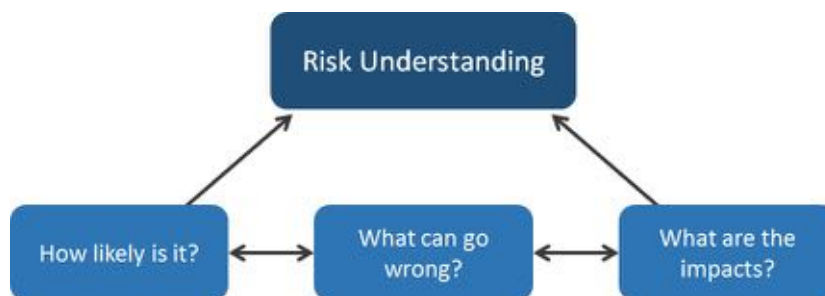 Risk Understanding
How likely is it?
What can go
wrong?
What are the
impacts?